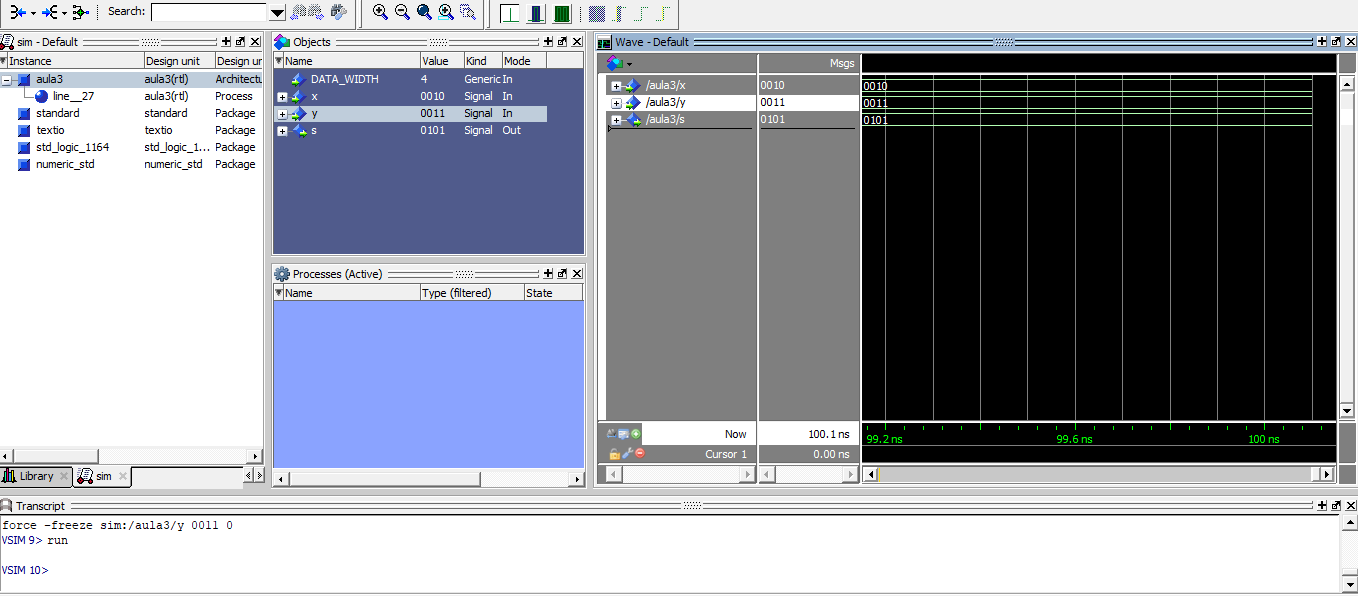 Search:
sim - Default
Instance Design unit Design ur
aula3 aula3(rtl) Architectu
line__27 aula3(rtl) Process
standard standard Package
textio textio Package
std_logic_1164 std_logic_1... Package
numeric_std numeric_std Package
Library sim
Objects
Name Value Kind Mode
DATA_WIDTH 4 Generic In
x 0010 Signal In
y 0011 Signal In
s 0101 Signal Out
Processes (Active)
Name Type (filtered) State
Wave - Default
Msgs
/aula3/x 0010 0010
/aula3/y 0011 0011
/aula3/s 0101 0101
Now 100.1 ns 99.2 ns 99.6 ns 100 ns
Cursor 1 0.00 ns
Transcript
force -freeze sim:/aula3/y 0011 0
VSIM 9> run
VSIM 10>